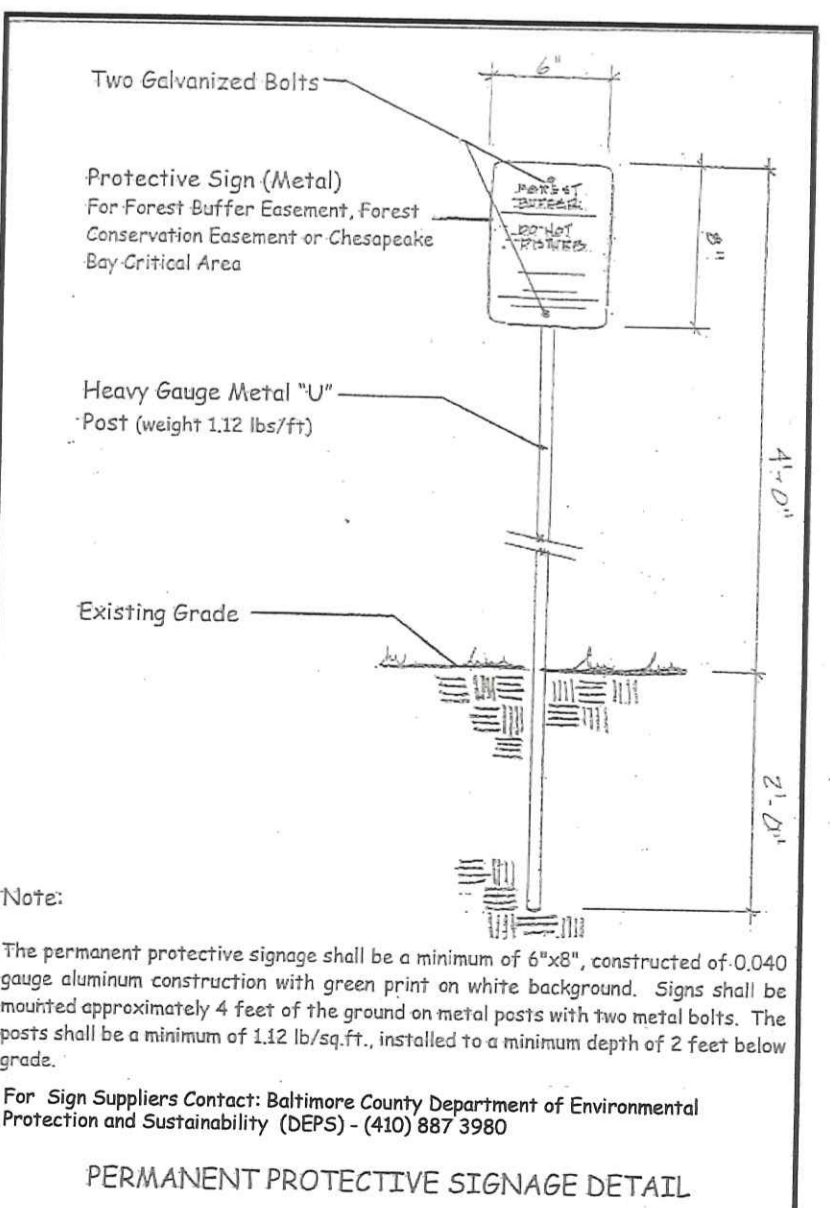 6"
Two Galvanized Bolts
Protective Sign (Metal)
For Forest Buffer Easement, Forest
Conservation Easement or Chesapeake
Bay Critical Area
FOREST
BUFFER
DO NOT
DISTURB
8"
Heavy Gauge Metal "U"
Post (weight 1.12 lbs/ft)
4'-0"
Existing Grade
2'-0"
Note:
The permanent protective signage shall be a minimum of 6"x8", constructed of 0.040
gauge aluminum construction with green print on white background. Signs shall be
mounted approximately 4 feet of the ground on metal posts with two metal bolts. The
posts shall be a minimum of 1.12 lb/sq.ft., installed to a minimum depth of 2 feet below
grade.
For Sign Suppliers Contact: Baltimore County Department of Environmental
Protection and Sustainability (DEPS) - (410) 887 3980
PERMANENT PROTECTIVE SIGNAGE DETAIL